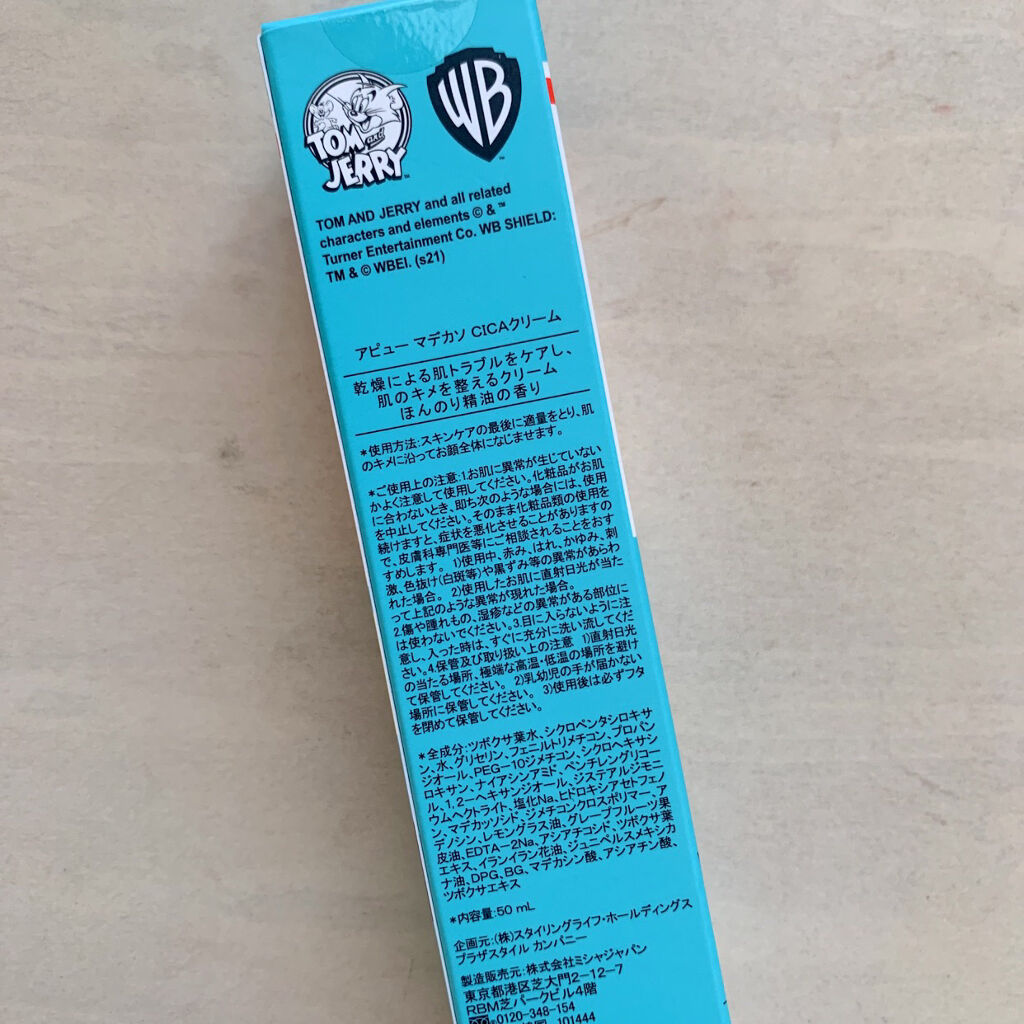 TOM and JERRY
WB
TOM AND JERRY and all related
characters and elements © & ™
Turner Entertainment Co. WB SHIELD:
TM & © WBEI. (s21)
アピュー マデカソ CICAクリーム
乾燥による肌トラブルをケアし、
肌のキメを整えるクリーム
ほんのり精油の香り
*使用方法:スキンケアの最後に適量をとり、肌
のキメに沿ってお顔全体になじませます。
*ご使用上の注意:1.お肌に異常が生じていない
かよく注意して使用してください。化粧品がお肌
に合わないとき、即ち次のような場合には、使用
を中止してください。そのまま化粧品類の使用を
続けますと、症状を悪化させることがありますの
で、皮膚科専門医等にご相談されることをおす
すめします。 1)使用中、赤み、はれ、かゆみ、刺
激、色抜け(白斑等)や黒ずみ等の異常があらわ
れた場合。 2)使用したお肌に直射日光が当た
って上記のような異常が現れた場合。
2.傷や腫れもの、湿疹などの異常がある部位に
は使わないでください。3.目に入らないように注
意し、入った時は、すぐに充分に洗い流してくだ
さい。4.保管及び取り扱い上の注意 1)直射日光
の当たる場所、極端な高温・低温の場所を避け
て保管してください。 2)乳幼児の手が届かない
場所に保管してください。 3)使用後は必ずフタ
を閉めて保管してください。
*全成分:ツボクサ葉水、シクロペンタシロキサ
ン、水、グリセリン、フェニルトリメチコン、プロパン
ジオール、PEG-10ジメチコン、シクロヘキサシ
ロキサン、ナイアシンアミド、ペンチレングリコー
ル、1,2-ヘキサンジオール、ジステアルジモニ
ウムヘクトライト、塩化Na、ヒドロキシアセトフェノ
ン、マデカッソシド、ジメチコンクロスポリマー、ア
デノシン、レモングラス油、グレープフルーツ果
皮油、EDTA-2Na、アシアチコシド、ツボクサ葉
エキス、イランイラン花油、ジュニペルスメキシカ
ナ油、DPG、BG、マデカシン酸、アシアチン酸、
ツボクサエキス
*内容量:50 mL
企画元:(株)スタイリングライフ・ホールディングス
プラザスタイル カンパニー
製造販売元:株式会社ミシャジャパン
東京都港区芝大門2-12-7
RBM芝パークビル4階
0120-348-154
101444